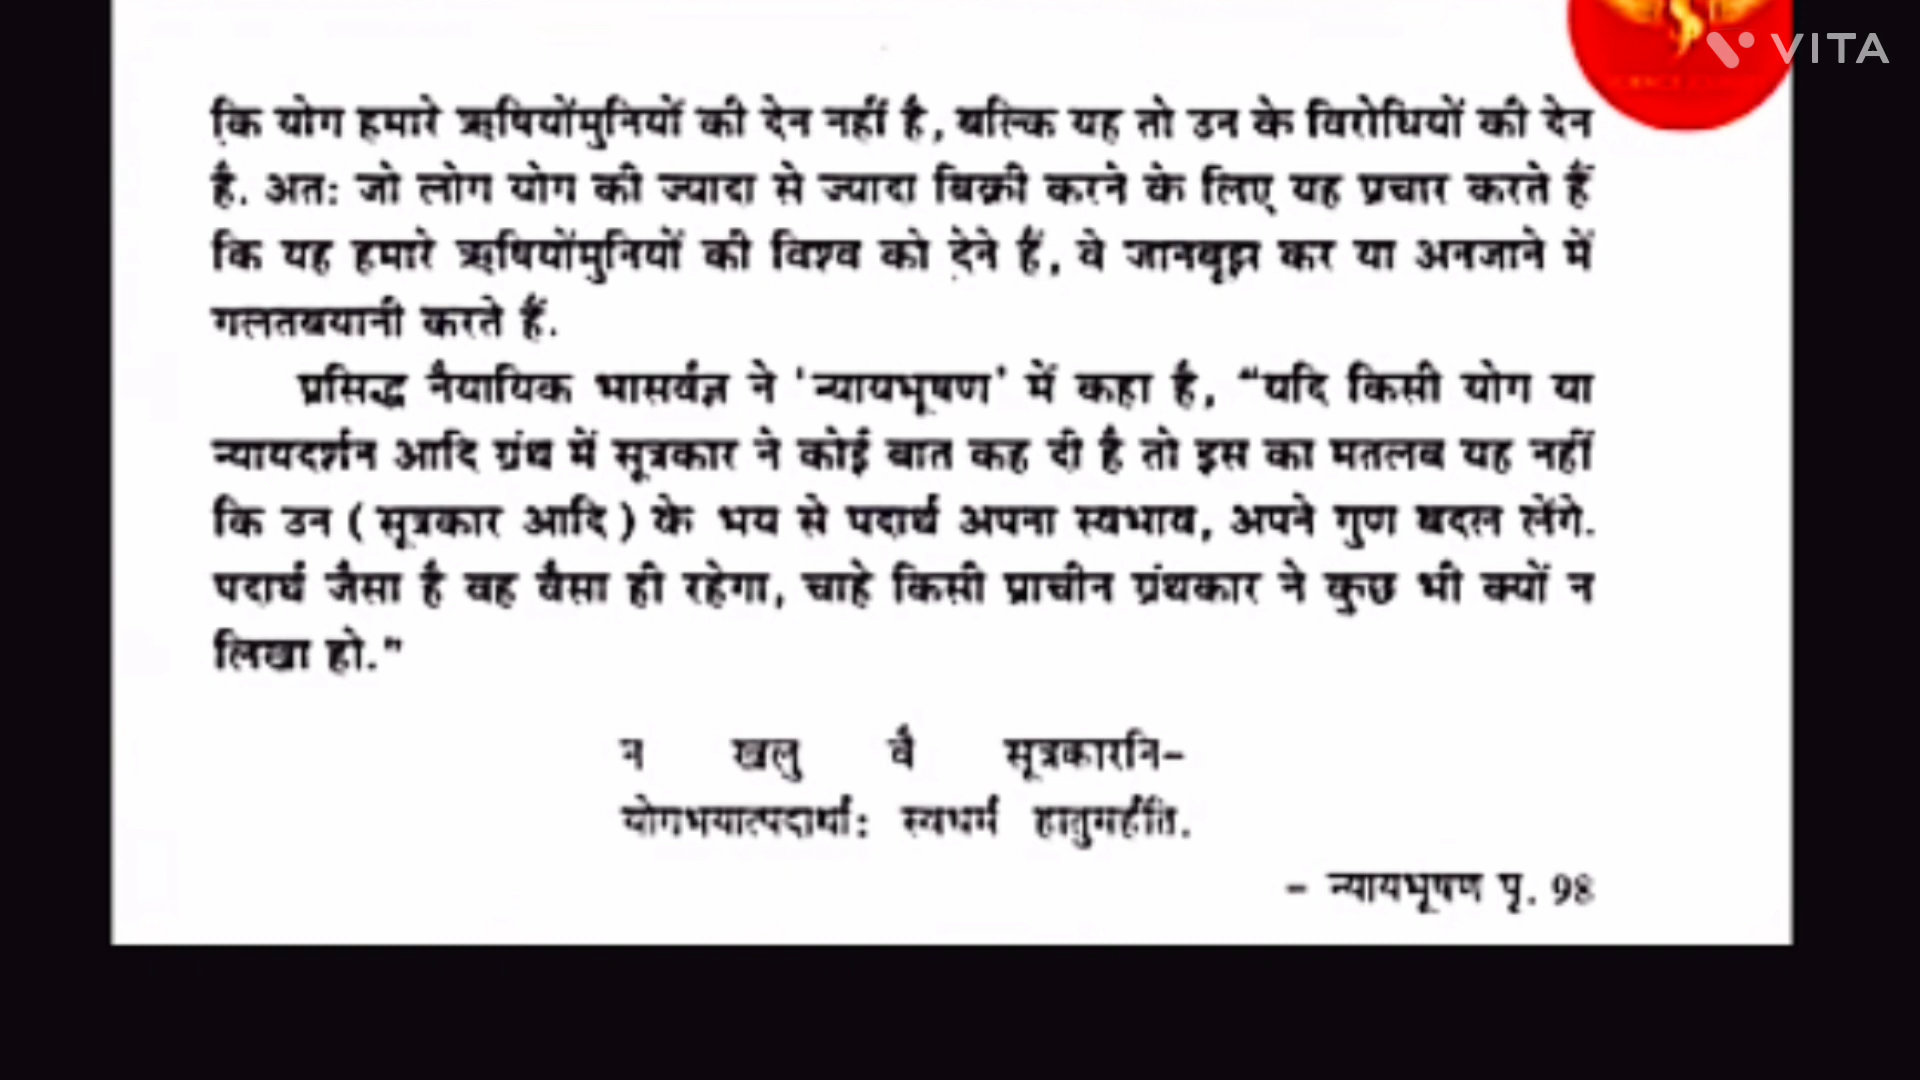 VITA
कि योग हमारे ऋषियोंमुनियों की देन नहीं है, बल्कि यह तो उन के विरोधियों की देन
है. अतः जो लोग योग की ज्यादा से ज्यादा बिक्री करने के लिए यह प्रचार करते हैं
कि यह हमारे ऋषियोंमुनियों की विश्व को देने हैं, वे जानबूझ कर या अनजाने में
गलतबयानी करते हैं.
प्रसिद्ध नैयायिक भासर्वज्ञ ने 'न्यायभूषण' में कहा है, "यदि किसी योग या
न्यायदर्शन आदि ग्रंथ में सूत्रकार ने कोई बात कह दी है तो इस का मतलब यह नहीं
कि उन (सूत्रकार आदि) के भय से पदार्थ अपना स्वभाव, अपने गुण बदल लेंगे.
पदार्थ जैसा है वह वैसा ही रहेगा, चाहे किसी प्राचीन ग्रंथकार ने कुछ भी क्यों न
लिखा हो."
न खलु वै सूत्रकारनि-
योगभयात्पदार्थाः स्वधर्मं हातुमर्हंति.
- न्यायभूषण पृ. 98